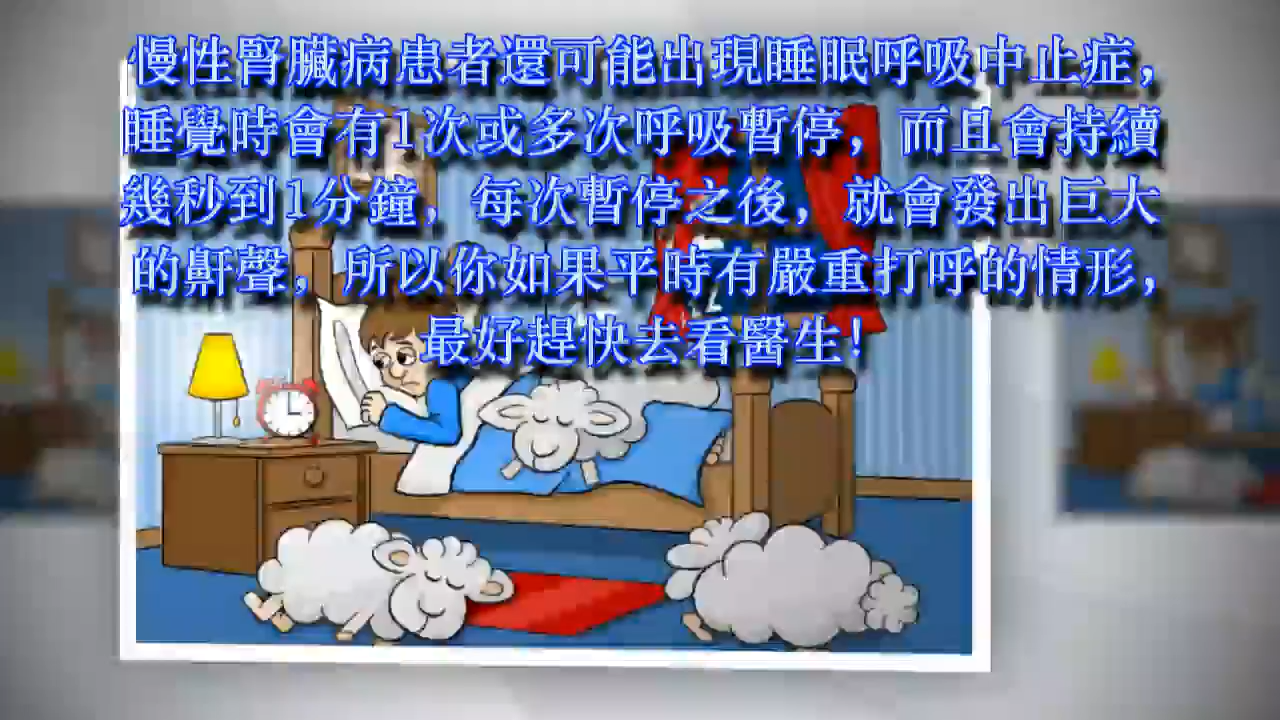 慢性腎臟病患者還可能出現睡眠呼吸中止症，
睡覺時會有1次或多次呼吸暫停，而且會持續
幾秒到1分鐘，每次暫停之後，就會發出巨大
的鼾聲，所以你如果平時有嚴重打呼的情形，
最好趕快去看醫生！